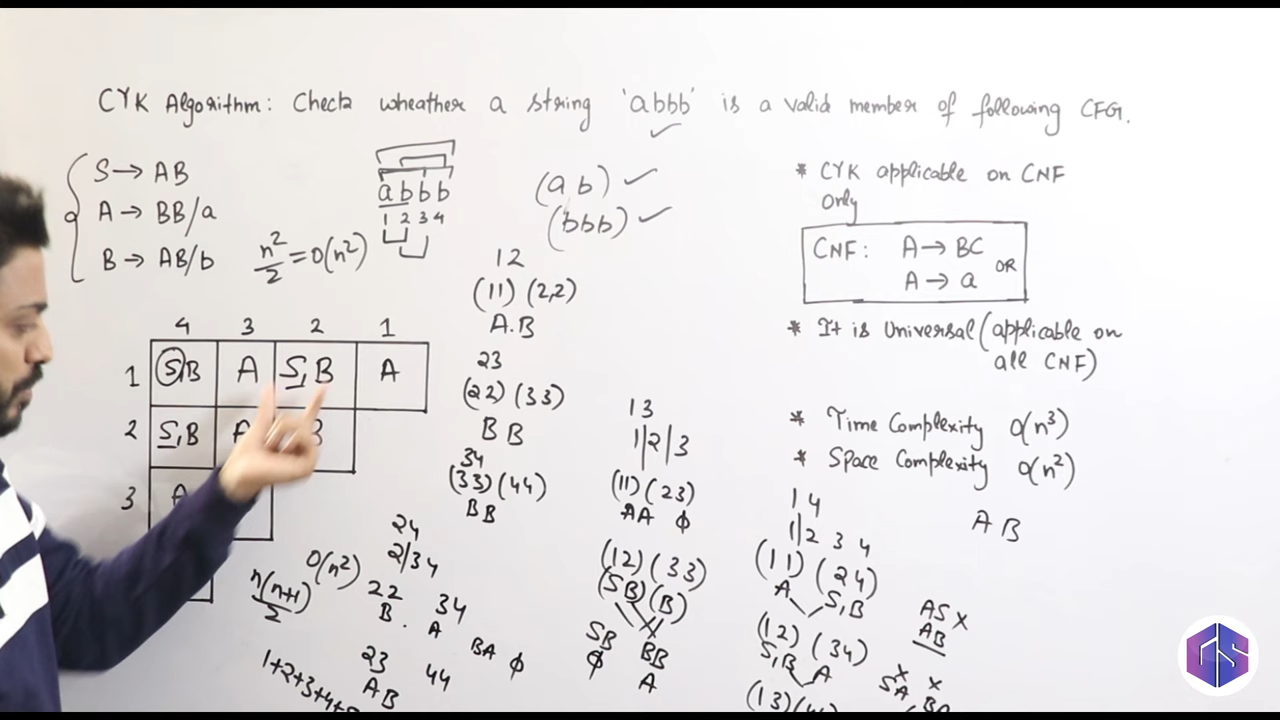 CYK Algorithm: Check wheather a string 'abbb' is a valid member of following CFG.
S → AB
A → BB/a
B → AB/b
n²/2 = O(n²)
abbb
1 2 3 4
(ab)
(bbb)
4 3 2 1
1 S,B A S,B A
2 S,B A B
3 A
12
(11) (2,2)
A.B
23
(22) (33)
B B
34
(33) (44)
B B
24
2/34
22 34
B. A BA ϕ
23 44
AB
O(n²)
n(n+1)/2
1+2+3+4+
13
1|2|3
(11) (23)
AA ϕ
(12) (33)
(SB) (B)
SB BB
ϕ A
14
1|2 3 4
(11) (24)
A S,B
AS x
AB
(12) (34)
S,B A
x x
SA, BA
(13)
* CYK applicable on CNF
only
CNF: A → BC
OR
A → a
* It is Universal (applicable on
all CNF)
* Time Complexity O(n³)
* Space Complexity O(n²)
A B